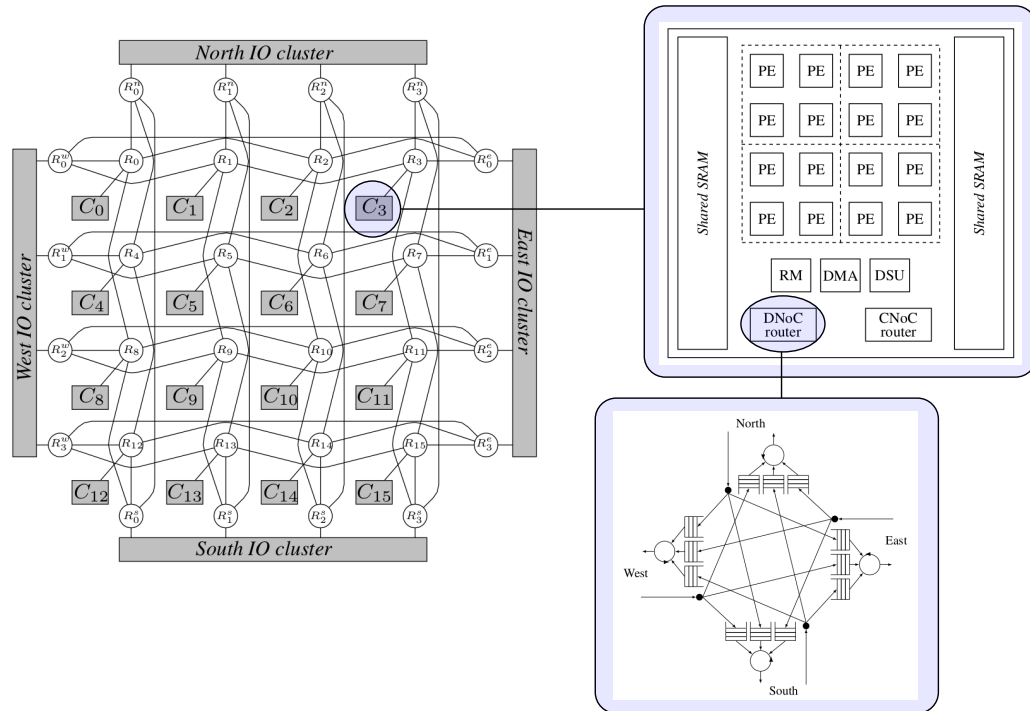 North IO cluster
R_0^n R_1^n R_2^n R_3^n
R_0^w R_0 R_1 R_2 R_3 R_0^e
C_0 C_1 C_2 C_3
R_1^w R_4 R_5 R_6 R_7 R_1^e
C_4 C_5 C_6 C_7
R_2^w R_8 R_9 R_10 R_11 R_2^e
C_8 C_9 C_10 C_11
R_3^w R_12 R_13 R_14 R_15 R_3^e
C_12 C_13 C_14 C_15
R_0^s R_1^s R_2^s R_3^s
South IO cluster
West IO cluster
East IO cluster
Shared SRAM
PE PE PE PE
PE PE PE PE
PE PE PE PE
PE PE PE PE
Shared SRAM
RM DMA DSU
DNoC
router
CNoC
router
North
East
West
South